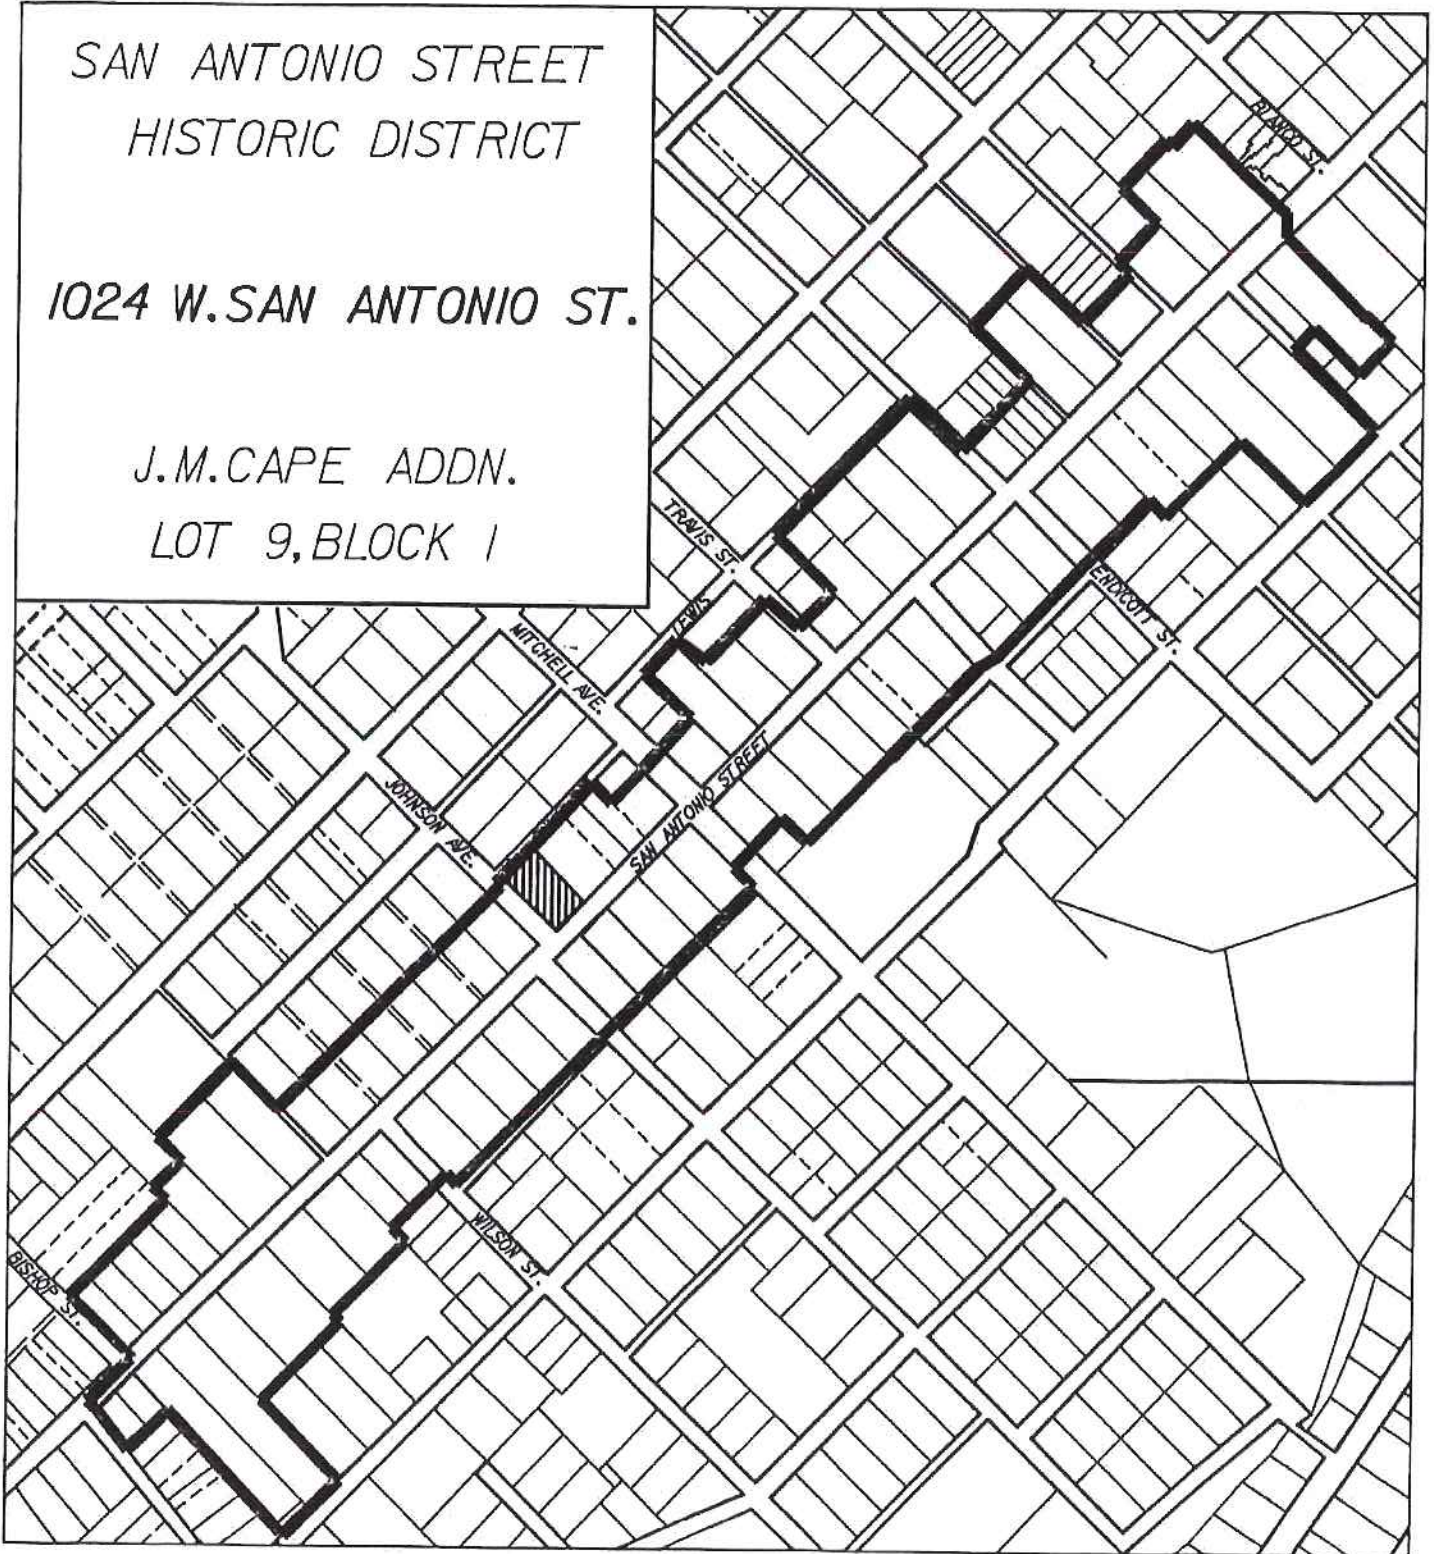 SAN ANTONIO STREET
HISTORIC DISTRICT
1024 W. SAN ANTONIO ST.
J.M. CAPE ADDN.
LOT 9, BLOCK 1
BLANCO ST.
TRAVIS ST.
ENDICOTT ST.
LEWIS
MITCHELL AVE.
SAN ANTONIO STREET
JOHNSON AVE.
WILSON ST.
BISHOP ST.